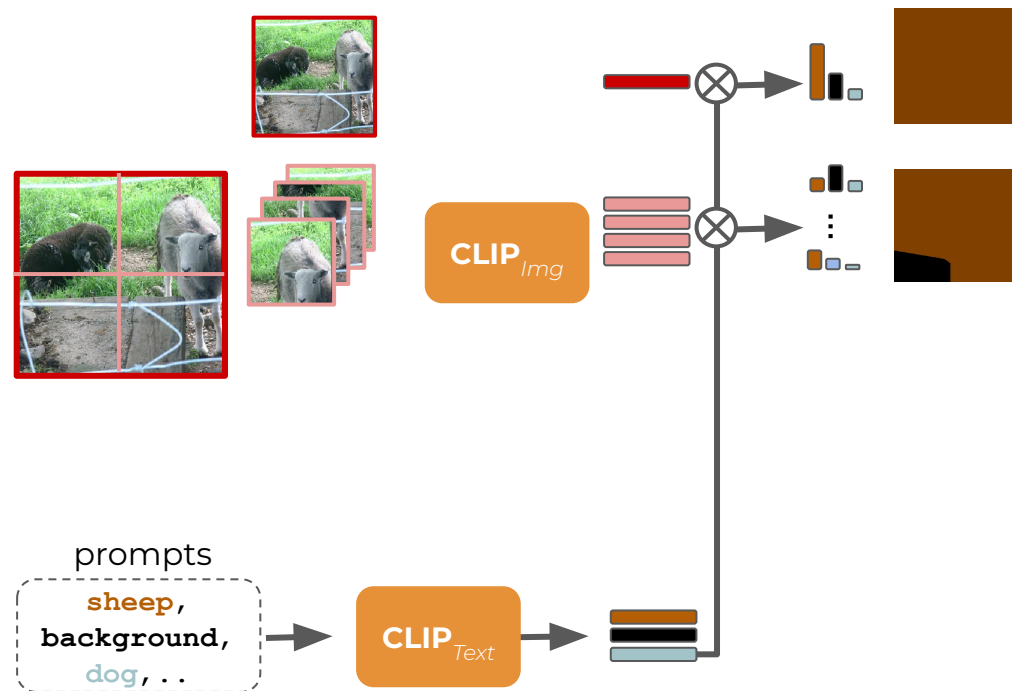 CLIP Img
prompts
sheep,
background,
dog,..
CLIP Text